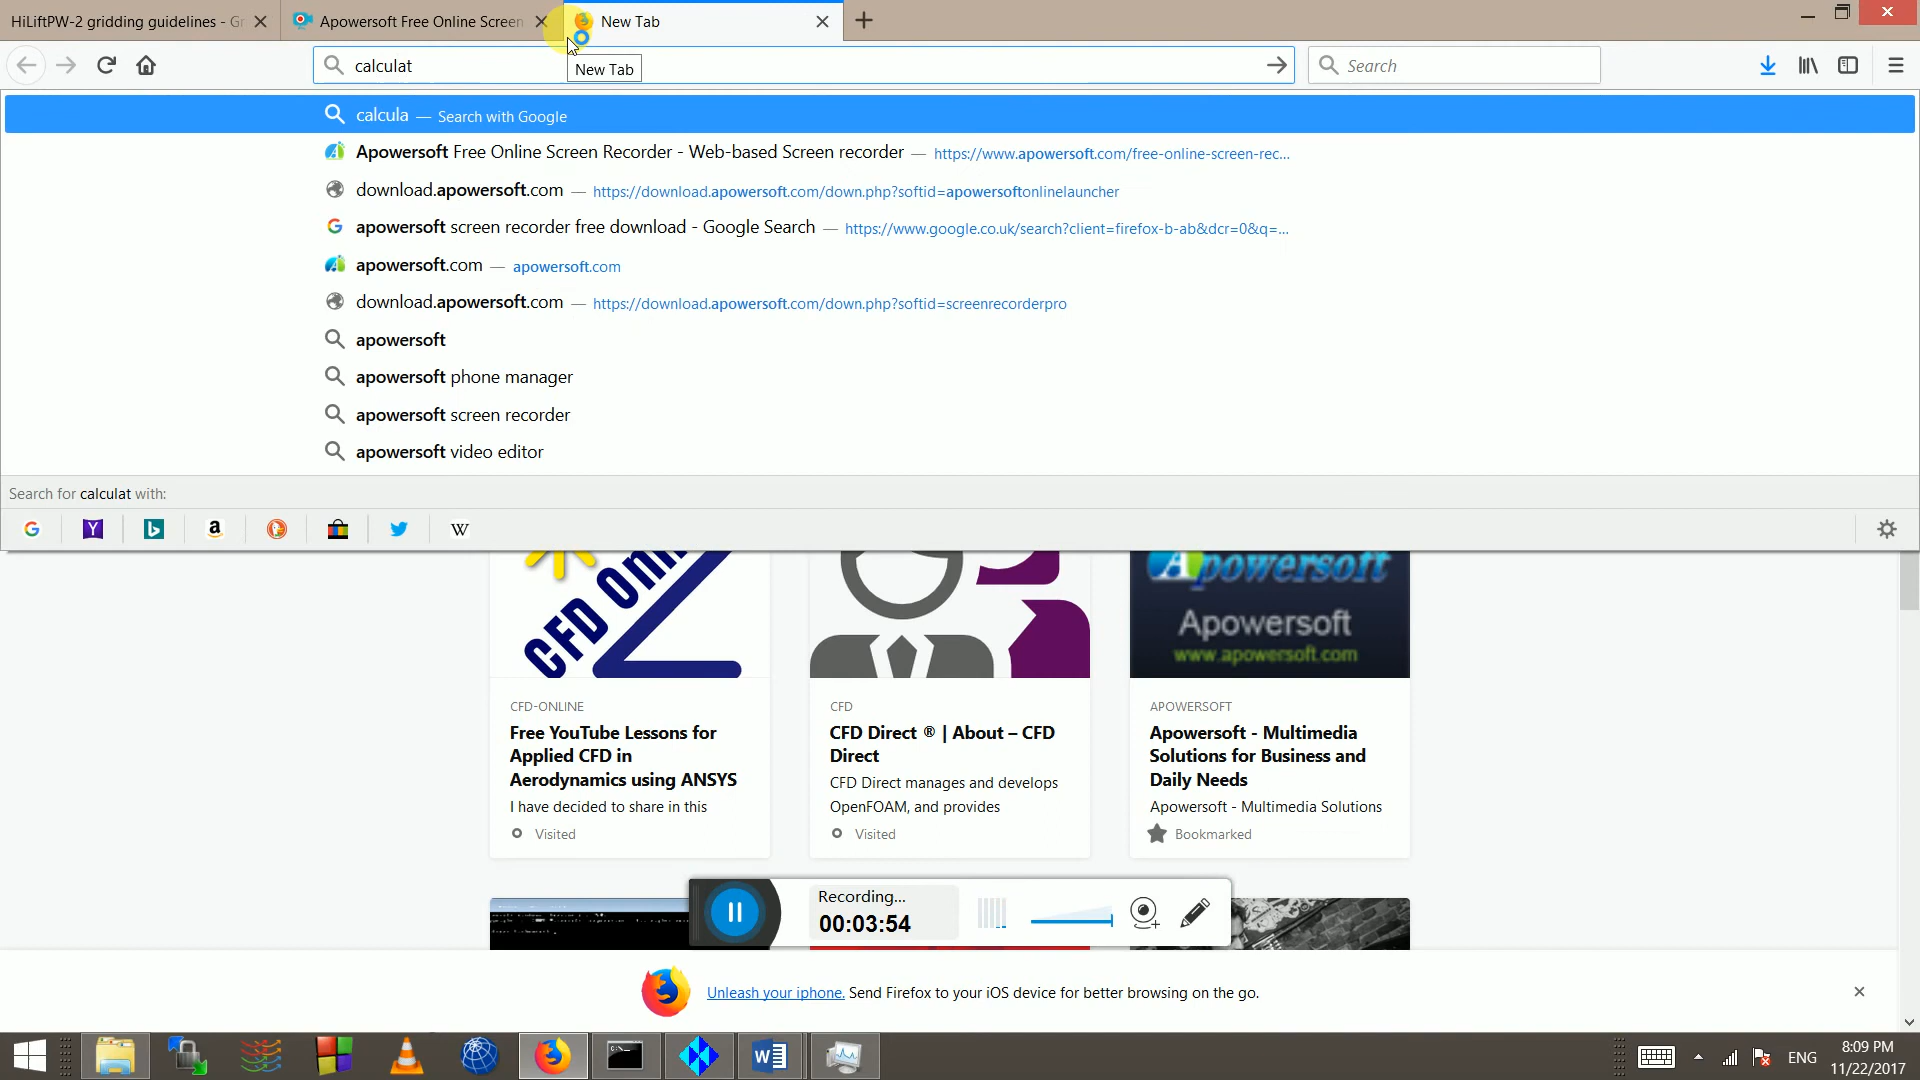 HiLiftPW-2 gridding guidelines - Gr
Apowersoft Free Online Screen
New Tab
calculat
New Tab
Search
calcula — Search with Google
Apowersoft Free Online Screen Recorder - Web-based Screen recorder — https://www.apowersoft.com/free-online-screen-rec...
download.apowersoft.com — https://download.apowersoft.com/down.php?softid=apowersoftonlinelauncher
apowersoft screen recorder free download - Google Search — https://www.google.co.uk/search?client=firefox-b-ab&dcr=0&q=...
apowersoft.com — apowersoft.com
download.apowersoft.com — https://download.apowersoft.com/down.php?softid=screenrecorderpro
apowersoft
apowersoft phone manager
apowersoft screen recorder
apowersoft video editor
Search for calculat with:
Apowersoft
Apowersoft
www.apowersoft.com
CFD-ONLINE
Free YouTube Lessons for
Applied CFD in
Aerodynamics using ANSYS
I have decided to share in this
Visited
CFD
CFD Direct ® | About – CFD
Direct
CFD Direct manages and develops
OpenFOAM, and provides
Visited
APOWERSOFT
Apowersoft - Multimedia
Solutions for Business and
Daily Needs
Apowersoft - Multimedia Solutions
Bookmarked
Recording...
00:03:54
Unleash your iphone. Send Firefox to your iOS device for better browsing on the go.
ENG
8:09 PM
11/22/2017